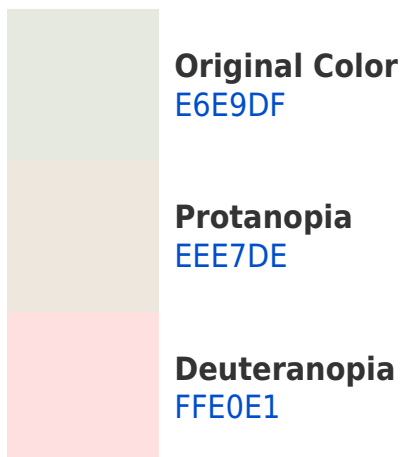 Original Color
E6E9DF
Protanopia
EEE7DE
Deuteranopia
FFE0E1